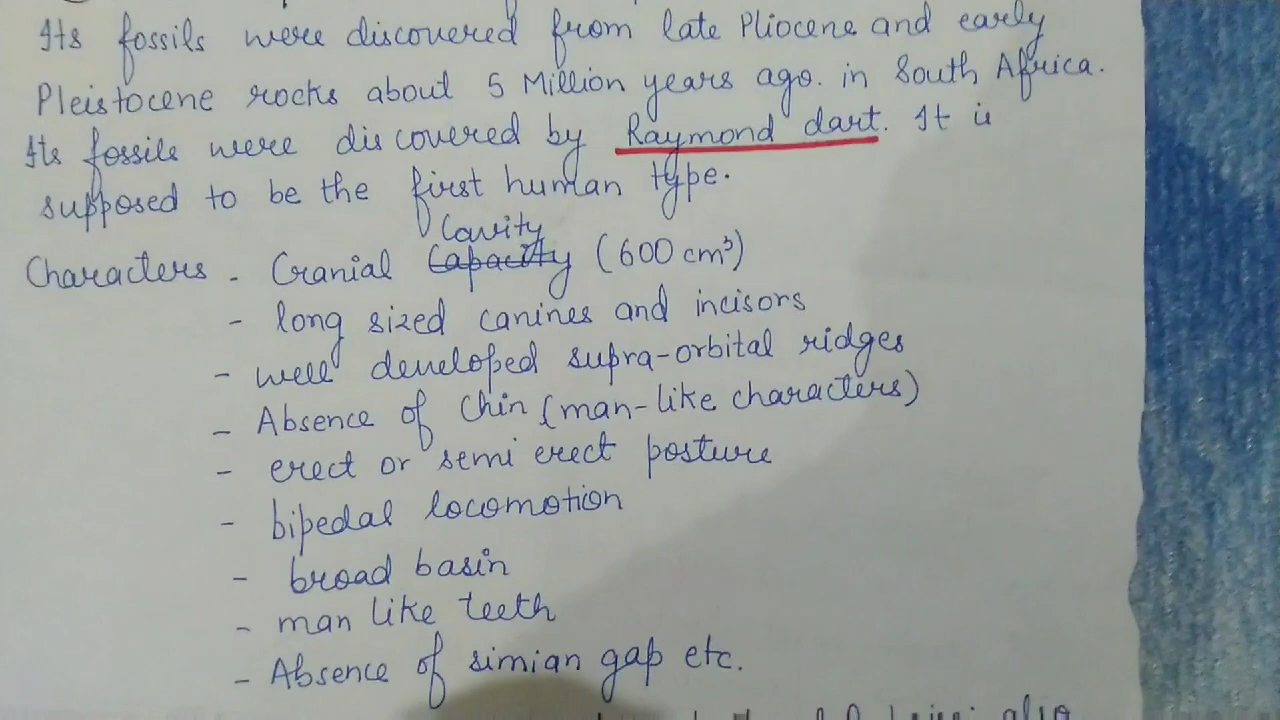 Its fossils were discovered from late Pliocene and early
Pleistocene rocks about 5 Million years ago. in South Africa.
Its fossils were discovered by Raymond dart. It is
supposed to be the first human type.
Cavity
Characters - Cranial Capacity (600 cm³)
- long sized canines and incisors
- well developed supra-orbital ridges
- Absence of chin (man-like characters)
- erect or semi erect posture
- bipedal locomotion
- broad basin
- man like teeth
- Absence of simian gap etc.
also